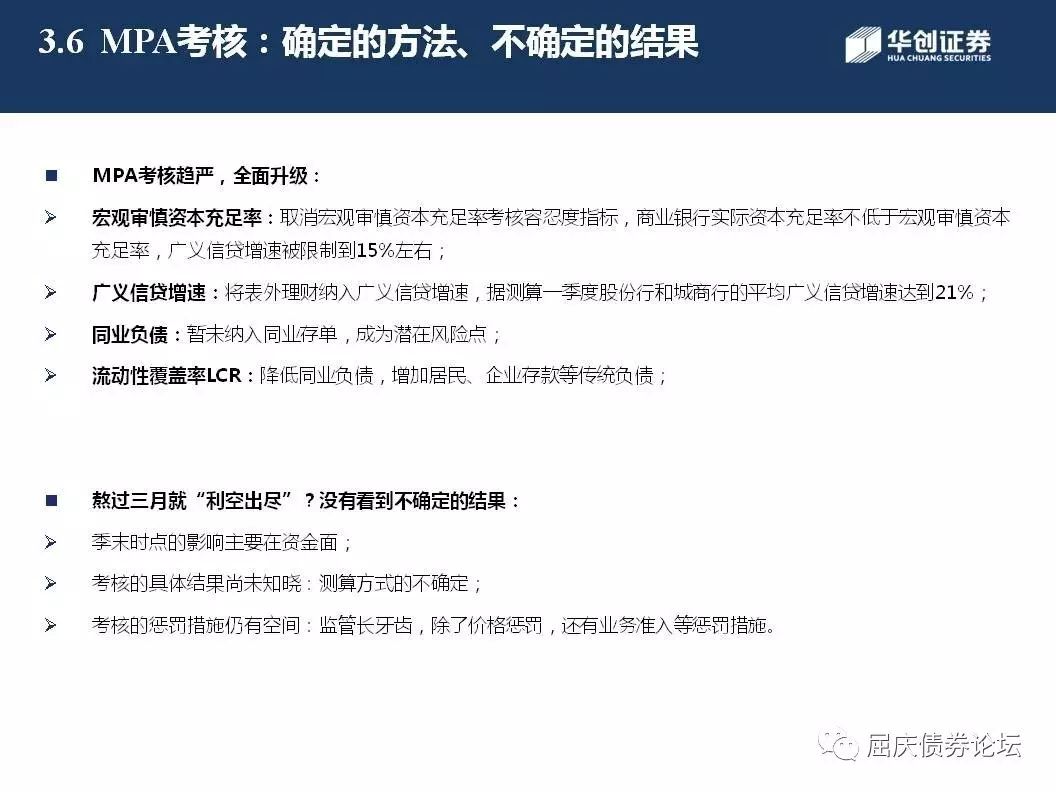 3.6 MPA考核：确定的方法、不确定的结果
华创证券
HUA CHUANG SECURITIES
■ MPA考核趋严，全面升级：
➢ 宏观审慎资本充足率：取消宏观审慎资本充足率考核容忍度指标，商业银行实际资本充足率不低于宏观审慎资本
充足率，广义信贷增速被限制到15%左右；
➢ 广义信贷增速：将表外理财纳入广义信贷增速，据测算一季度股份行和城商行的平均广义信贷增速达到21%；
➢ 同业负债：暂未纳入同业存单，成为潜在风险点；
➢ 流动性覆盖率LCR：降低同业负债，增加居民、企业存款等传统负债；
■ 熬过三月就“利空出尽”？没有看到不确定的结果：
➢ 季末时点的影响主要在资金面；
➢ 考核的具体结果尚未知晓：测算方式的不确定；
➢ 考核的惩罚措施仍有空间：监管长牙齿，除了价格惩罚，还有业务准入等惩罚措施。
屈庆债券论坛